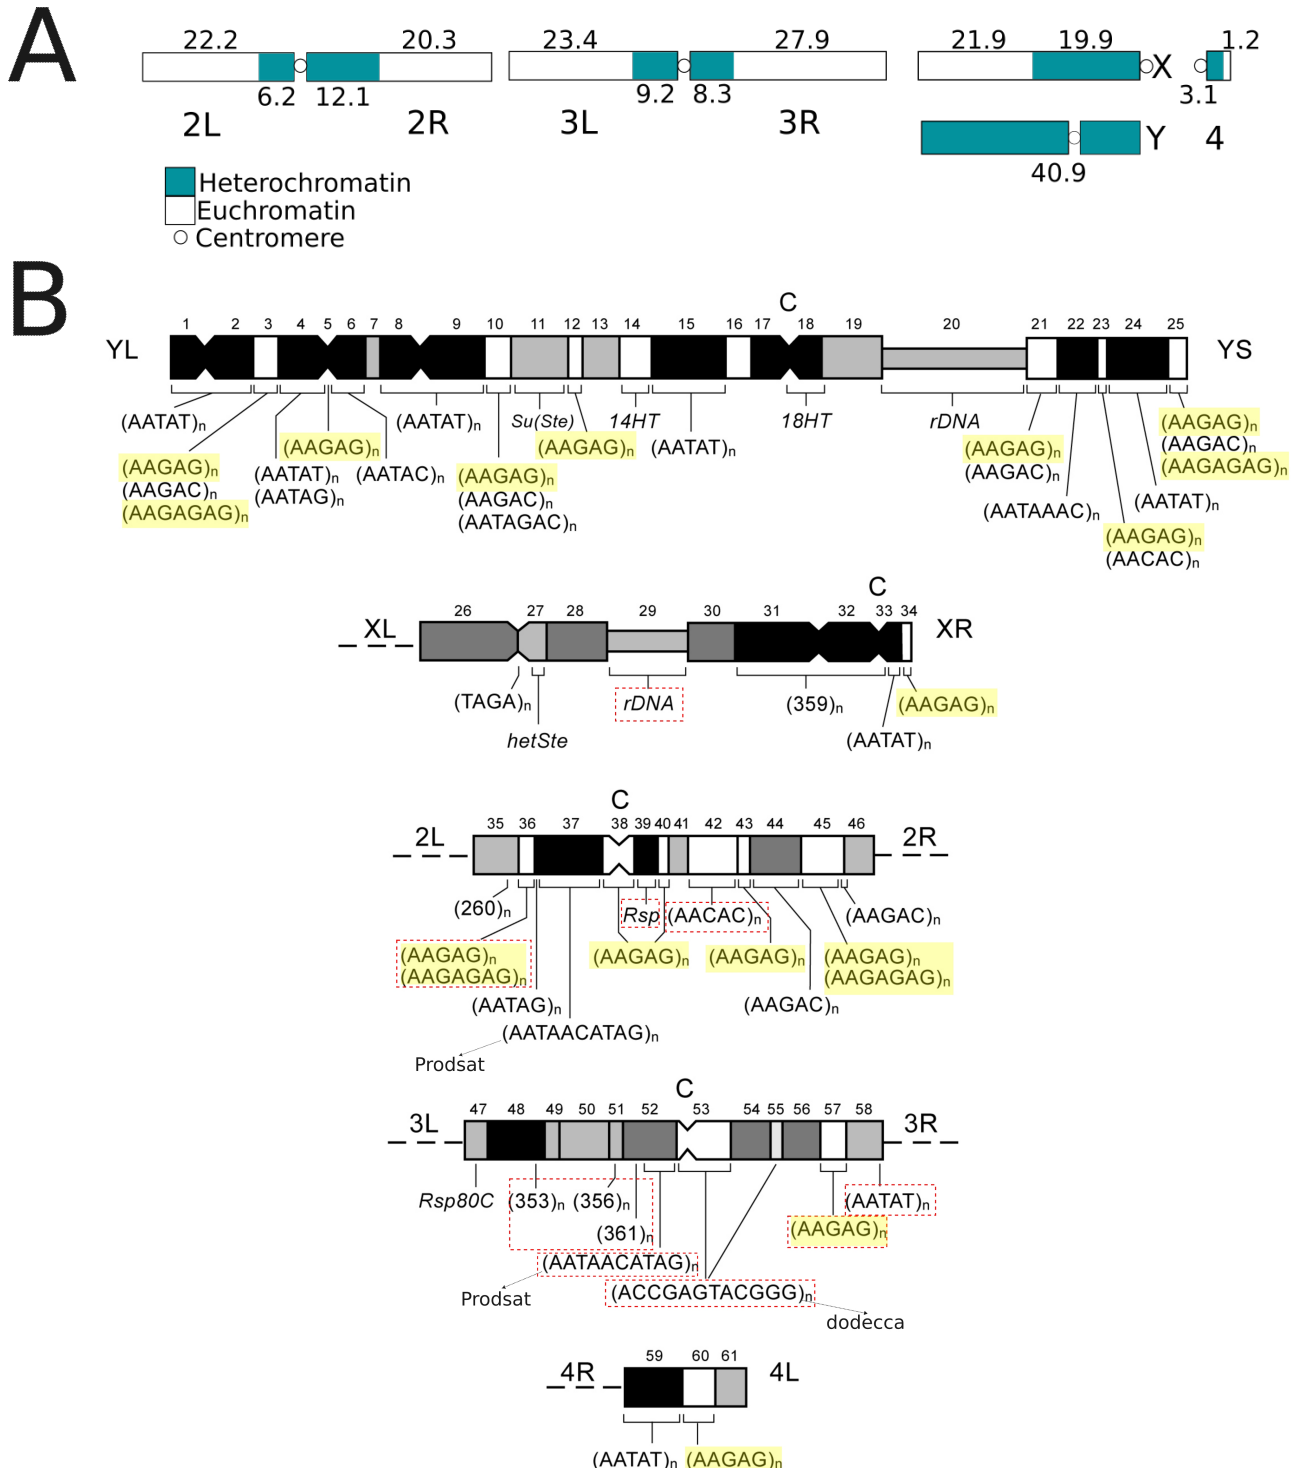 A
22.2 20.3 23.4 27.9 21.9 19.9 1.2
X
6.2 12.1 9.2 8.3 3.1
2L 2R 3L 3R Y 4
40.9
Heterochromatin
Euchromatin
Centromere
B
C
1 2 3 4 5 6 7 8 9 10 11 12 13 14 15 16 17 18 19 20 21 22 23 24 25
YL YS
(AATAT)n (AATAT)n Su(Ste) 14HT 18HT rDNA (AAGAG)n
(AAGAG)n (AAGAG)n (AATAT)n (AAGAG)n (AAGAC)n
(AAGAG)n (AATAT)n (AATAC)n (AAGAG)n (AAGAC)n (AAGAGAG)n
(AAGAC)n (AATAG)n (AAGAC)n (AATAT)n
(AAGAGAG)n (AATAGAC)n (AATAAAC)n
(AAGAG)n
(AACAC)n
C
26 27 28 29 30 31 32 33 34
XL XR
(TAGA)n rDNA (359)n (AAGAG)n
hetSte (AATAT)n
C
35 36 37 38 39 40 41 42 43 44 45 46
2L 2R
(260)n Rsp (AACAC)n (AAGAC)n
(AAGAG)n (AAGAG)n (AAGAG)n (AAGAG)n
(AAGAGAG)n (AAGAGAG)n
(AATAG)n (AAGAC)n
(AATAACATAG)n
Prodsat
C
47 48 49 50 51 52 53 54 55 56 57 58
3L 3R
Rsp80C (353)n (356)n (AATAT)n
(361)n (AAGAG)n
(AATAACATAG)n
Prodsat (ACCGAGTACGGG)n
dodecca
59 60 61
4R 4L
(AATAT)n (AAGAG)n